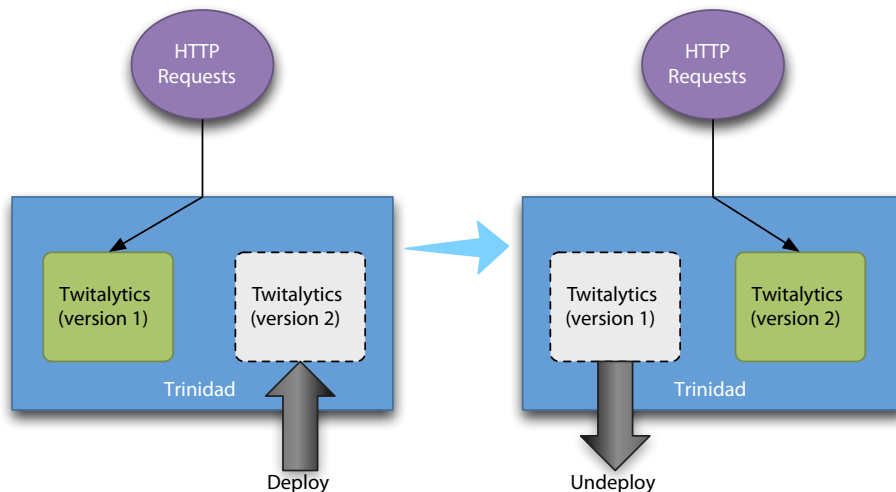 HTTP
Requests
Twitalytics
(version 1)
Twitalytics
(version 2)
Trinidad
Deploy
HTTP
Requests
Twitalytics
(version 1)
Twitalytics
(version 2)
Trinidad
Undeploy